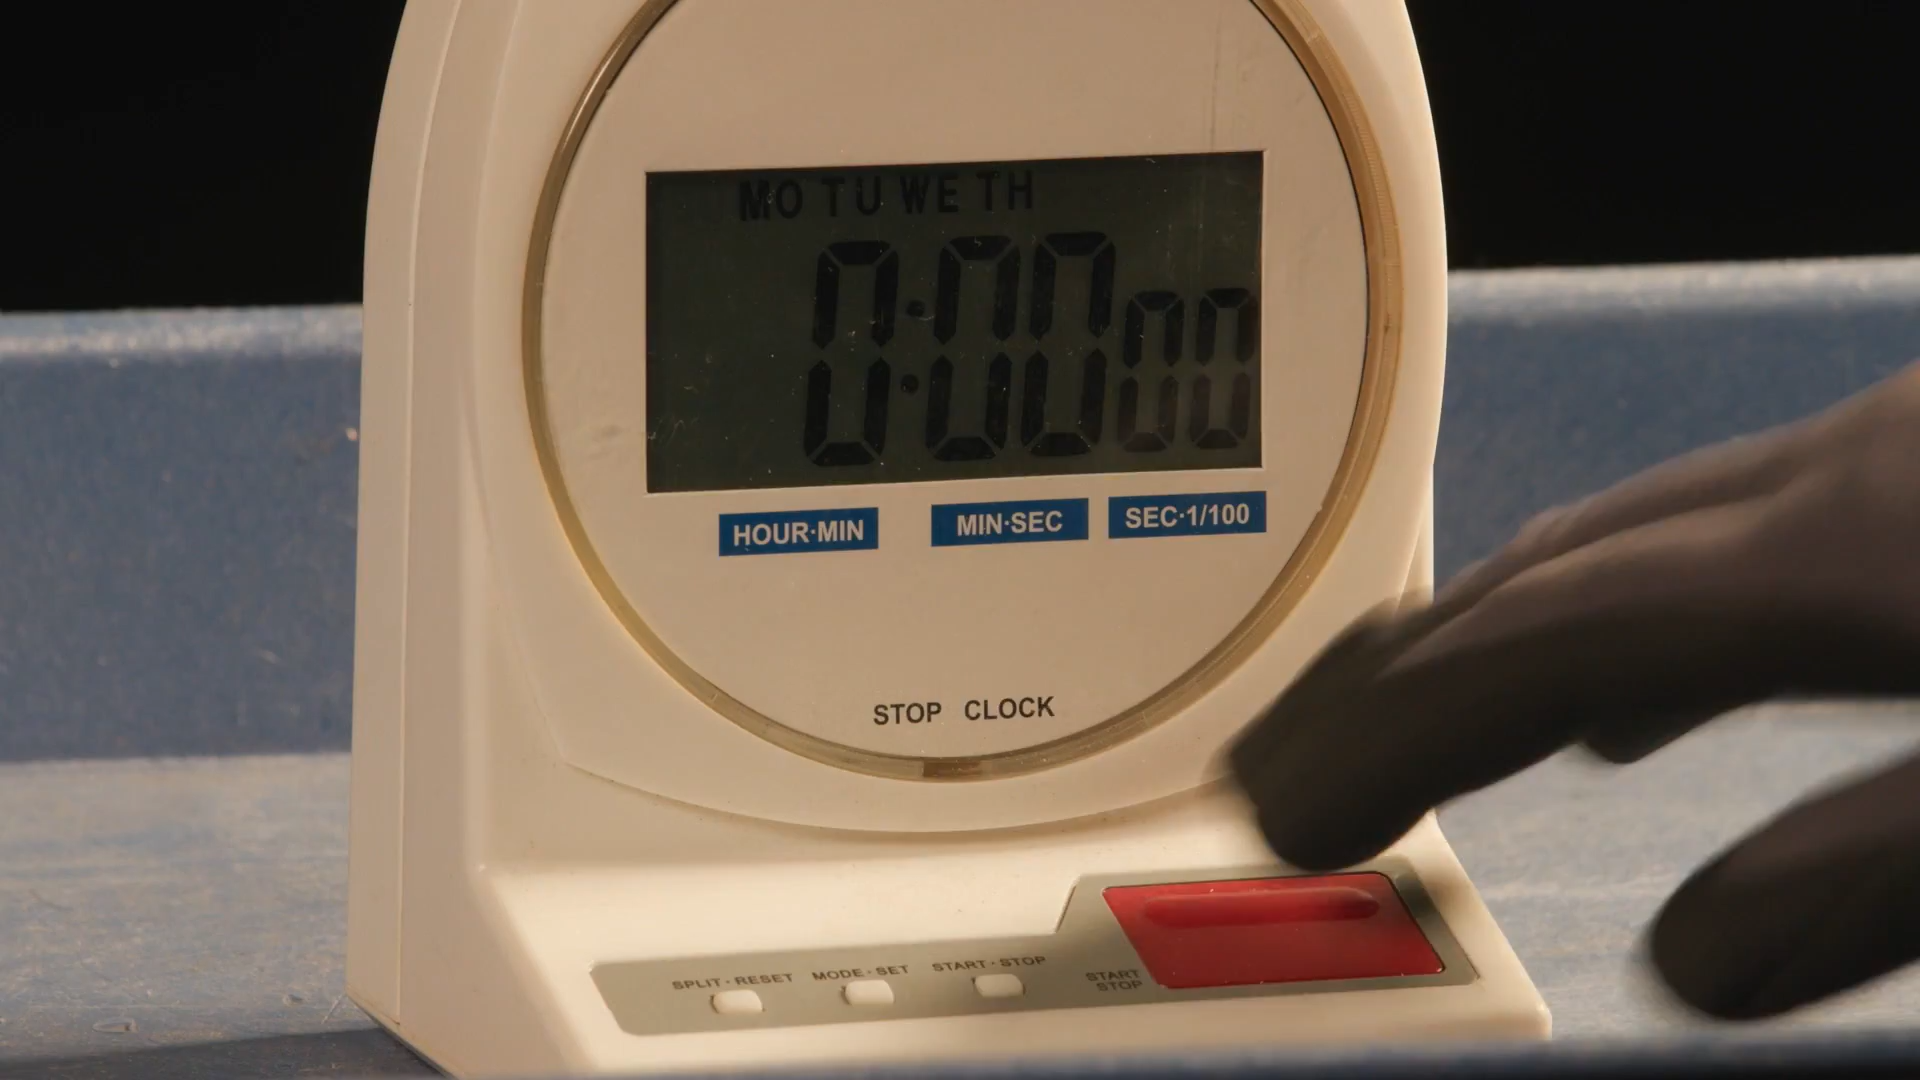 MO TU WE TH
0:00 00
HOUR·MIN MIN·SEC SEC·1/100
STOP CLOCK
SPLIT·RESET MODE·SET START·STOP
START
STOP